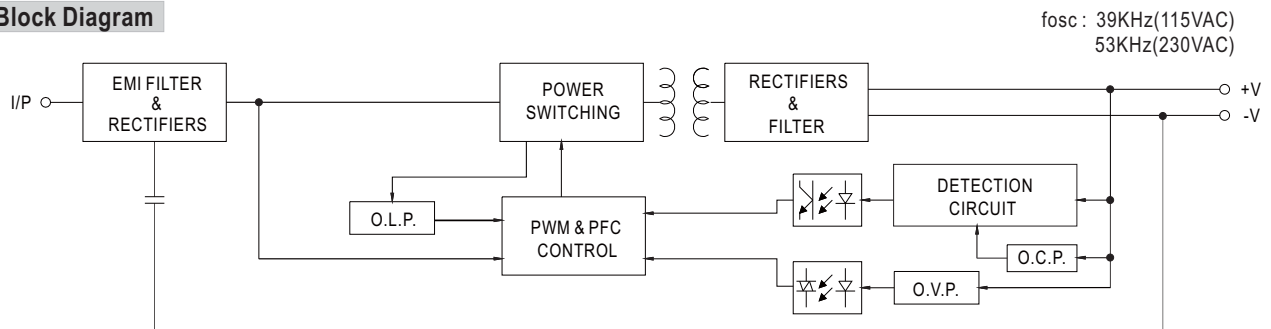 Block Diagram
fosc : 39KHz(115VAC)
53KHz(230VAC)
I/P
EMI FILTER
&
RECTIFIERS
POWER
SWITCHING
RECTIFIERS
&
FILTER
+V
-V
O.L.P.
PWM & PFC
CONTROL
DETECTION
CIRCUIT
O.C.P.
O.V.P.